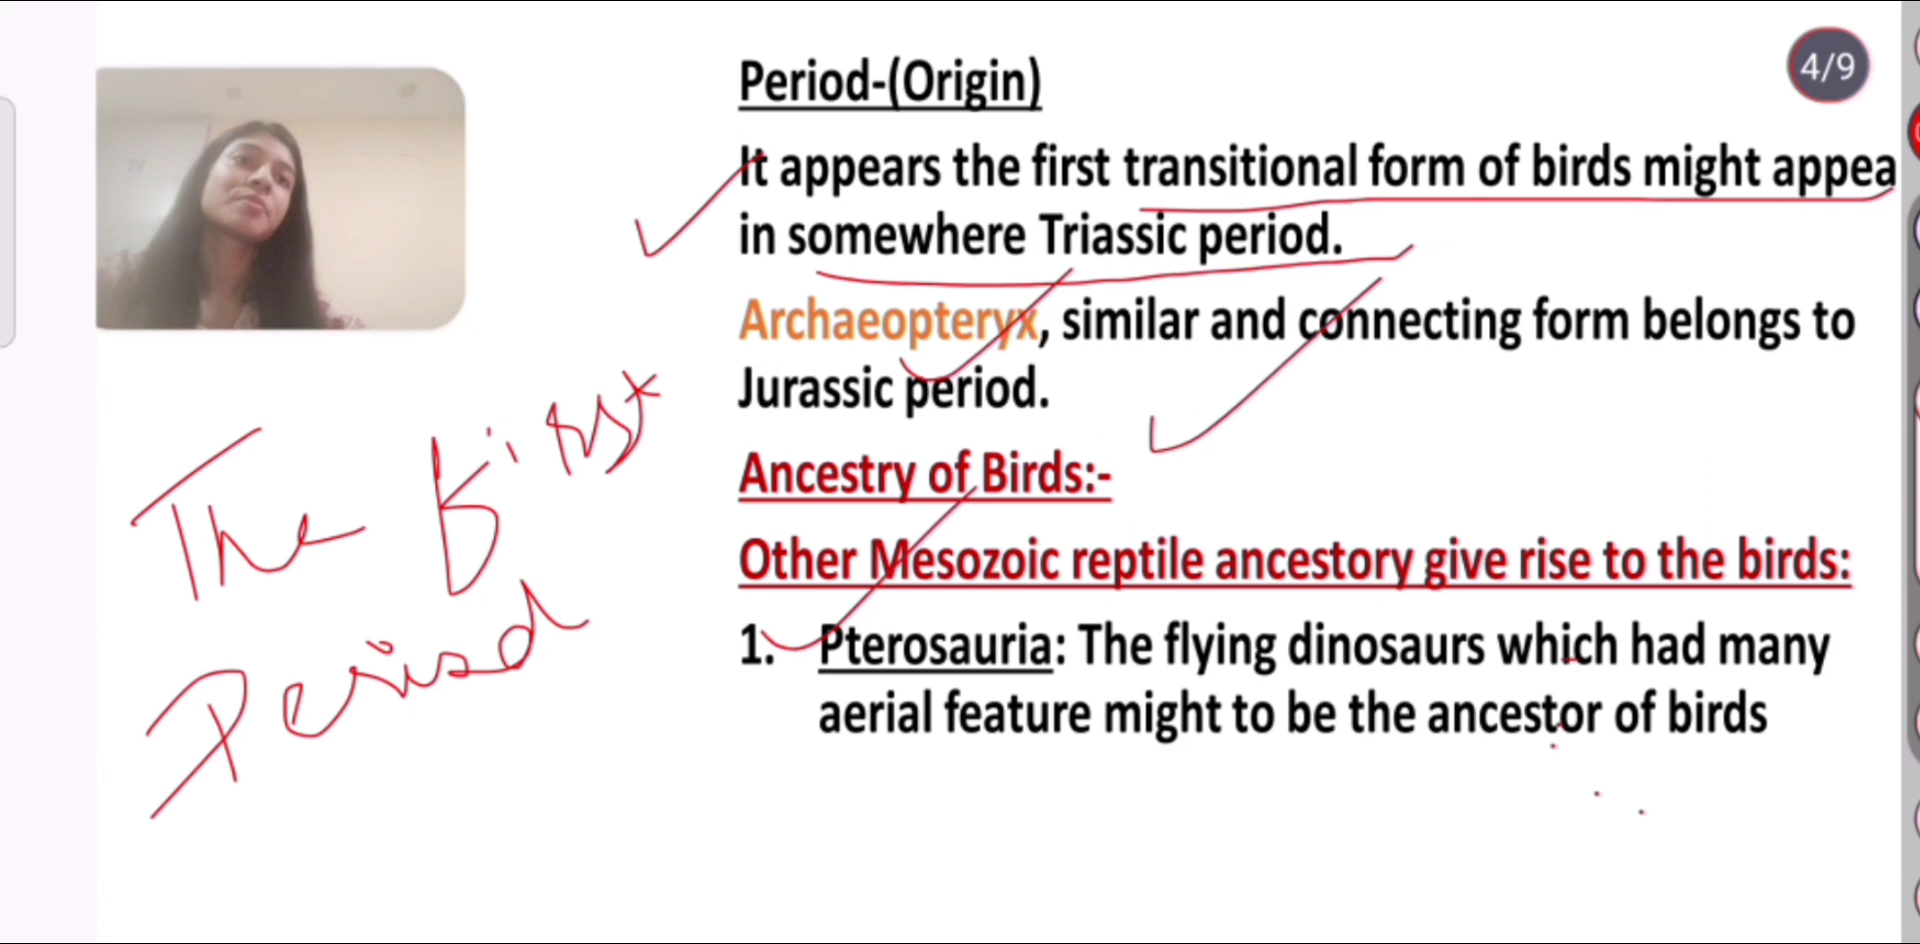 4/9
Period-(Origin)
It appears the first transitional form of birds might appea
in somewhere Triassic period.
Archaeopteryx, similar and connecting form belongs to
Jurassic period.
Ancestry of Birds:-
Other Mesozoic reptile ancestory give rise to the birds:
1. Pterosauria: The flying dinosaurs which had many
aerial feature might to be the ancestor of birds
The first
Period